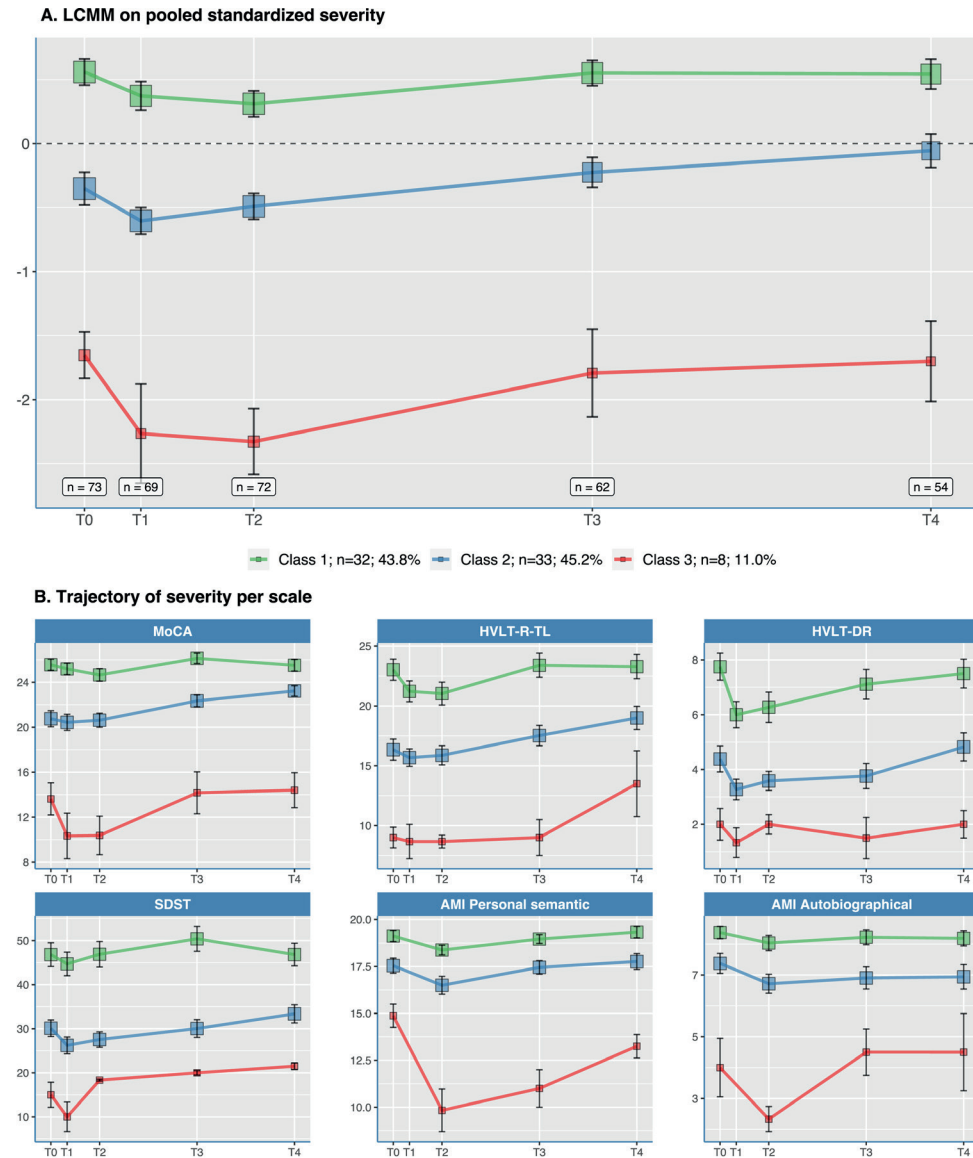 A. LCMM on pooled standardized severity
0
-1
-2
n = 73 n = 69 n = 72 n = 62 n = 54
T0 T1 T2 T3 T4
Class 1; n=32; 43.8% Class 2; n=33; 45.2% Class 3; n=8; 11.0%
B. Trajectory of severity per scale
MoCA
24
20
16
12
8
T0 T1 T2 T3 T4
HVLT-R-TL
25
20
15
10
T0 T1 T2 T3 T4
HVLT-DR
8
6
4
2
T0 T1 T2 T3 T4
SDST
50
40
30
20
10
T0 T1 T2 T3 T4
AMI Personal semantic
20.0
17.5
15.0
12.5
10.0
T0 T1 T2 T3 T4
AMI Autobiographical
7
5
3
T0 T1 T2 T3 T4